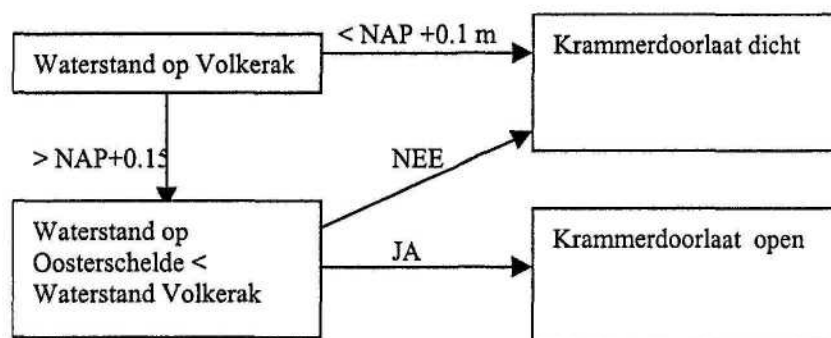 < NAP +0.1 m
Waterstand op Volkerak
Krammerdoorlaat dicht
> NAP+0.15
NEE
Waterstand op
Oosterschelde <
Waterstand Volkerak
JA
Krammerdoorlaat open